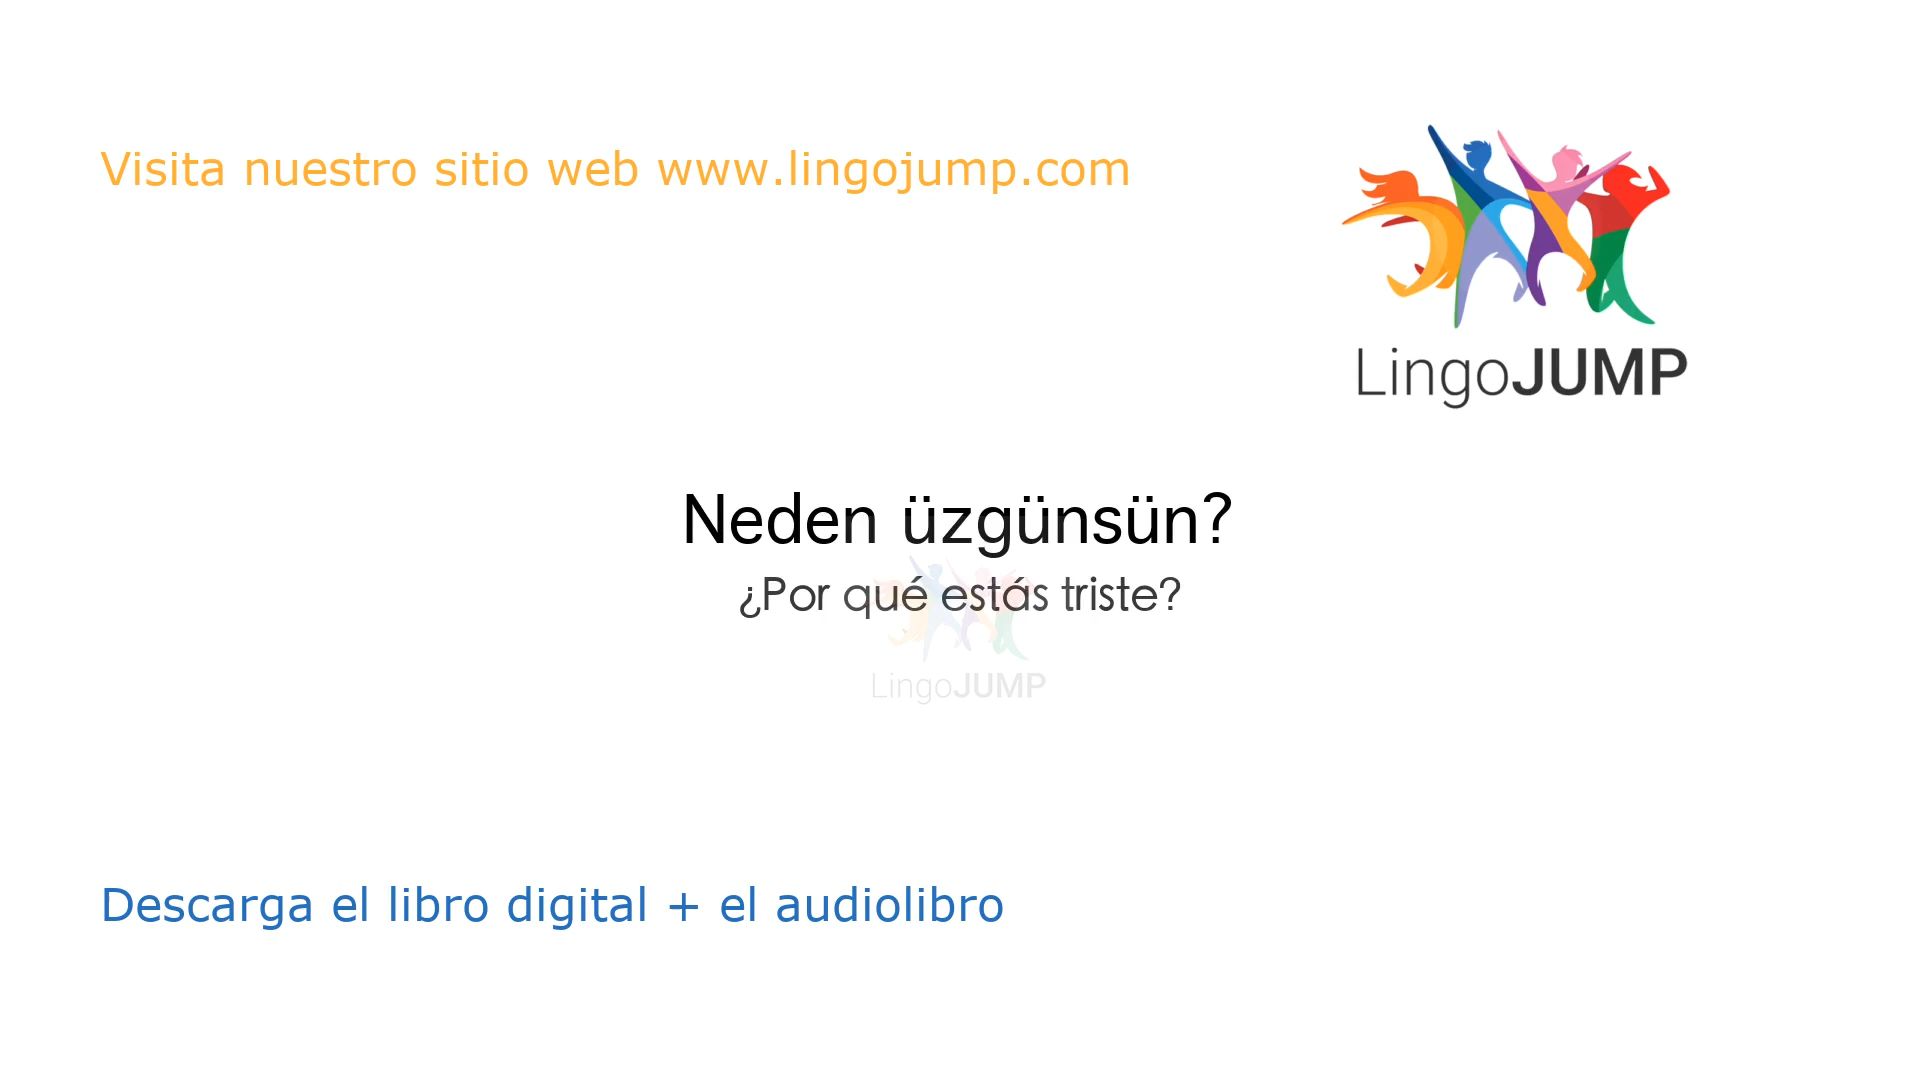 Visita nuestro sitio web www.lingojump.com
LingoJUMP
Neden üzgünsün?
¿Por qué estás triste?
LingoJUMP
Descarga el libro digital + el audiolibro